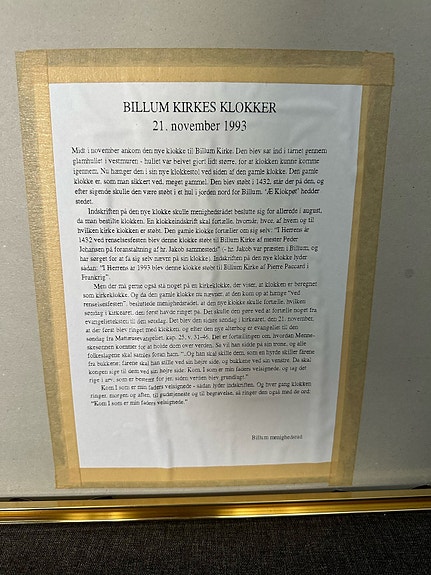 BILLUM KIRKES KLOKKER
21. november 1993
Midt i november ankom den nye klokke til Billum Kirke. Den blev sat ind i tårnet gennem
glamhullet i vestmuren - hullet var belvet gjort lidt større, for at klokken kunne komme
igennem. Nu hænger den i sin nye klokkestol ved siden af den gamle klokke. Den gamle
klokke er, som man sikkert ved, meget gammel. Den blev støbt i 1432, står der på den, og
efter sigende skulle den være støbt i et hul i jorden nord for Billum. 'Æ Klokpøt' hedder
stedet.
Indskriften på den nye klokke skulle menighedsrådet beslutte sig for allerede i august,
da man bestilte klokken. En klokkeindskrift skal fortælle, hvornår, hvor, af hvem og til
hvilken kirke klokken er støbt. Den gamle klokke fortæller om sig selv: "I Herrens år
1432 ved renselsesfesten blev denne klokke støbt til Billum Kirke af mester Peder
Johansen på foranstaltning af hr. Jakob sammesteds" (- hr. Jakob var præsten i Billum, og
har sørget for at få sig selv nævnt på sin klokke). Indskriften på den nye klokke lyder
sådan: "I Herrens år 1993 blev denne klokke støbt til Billum Kirke af Pierre Paccard i
Frankrig".
Men der må gerne også stå noget på en kirkeklokke, der viser, at klokken er beregnet
som kirkeklokke. Og da den gamle klokke nu nævner, at den kom op at hænge "ved
renselsesfesten", besluttede menighedsrådet, at den nye klokke skulle fortælle, hvilken
søndag i kirkeåret, der først havde ringet på. Det skulle den gøre ved at fortælle noget fra
evangelieteksten til den søndag. Det blev den sidste søndag i kirkeåret, den 21. november,
at der først blev ringet med klokken, og efter den nye alterbog er evangeliet til den
søndag fra Mattæusevangeliet, kap. 25, v. 31-46. Det er fortællingen om, hvordan Menne-
skesønnen kommer for at holde dom over verden. Så vil han sidde på sin trone, og alle
folkeslagene skal samles foran ham. "..Og han skal skille dem, som en hyrde skiller fårene
fra bukkene; fårene skal han stille ved sin højre side, og bukkene ved sin venstre. Da skal
kongen sige til dem ved sin højre side: Kom, I som er min faders velsignede, og tag det
rige i arv, som er bestemt for jer, siden verden blev grundlagt."
Kom I som er min faders velsignede - sådan lyder indskriften. Og hver gang klokken
ringer, morgen og aften, til gudstjeneste og til begravelse, så ringer den også med de ord:
"Kom I som er min faders velsignede."
Billum menighedsråd